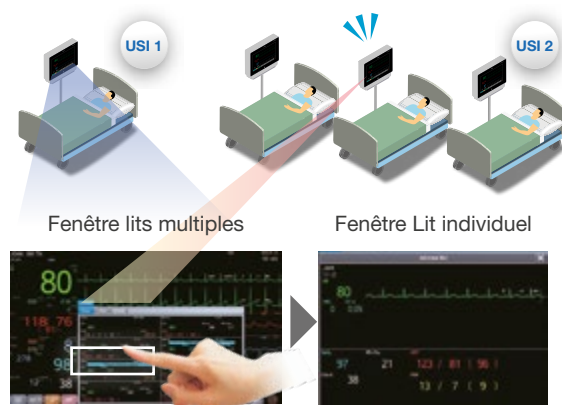 USI 1
USI 2
Fenêtre lits multiples
Fenêtre Lit individuel
80
118 76
98
38
80
97
21
123 / 81 ( 96 )
38
13 / 7 ( 9 )